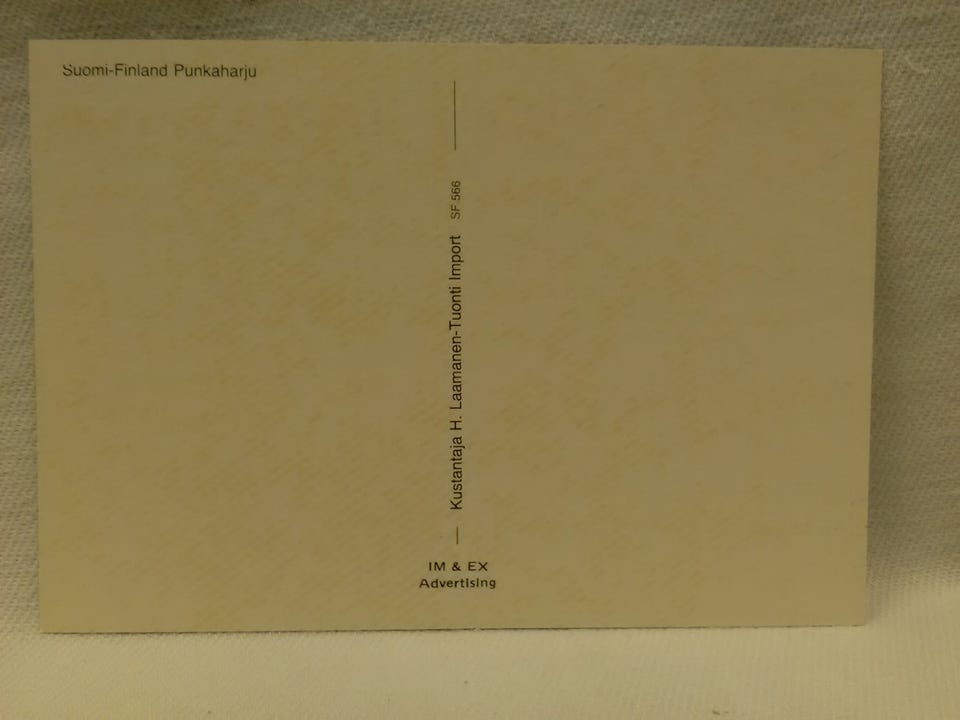 Suomi-Finland Punkaharju
Kustantaja H. Laamanen-Tuonti Import SF 566
IM & EX
Advertising